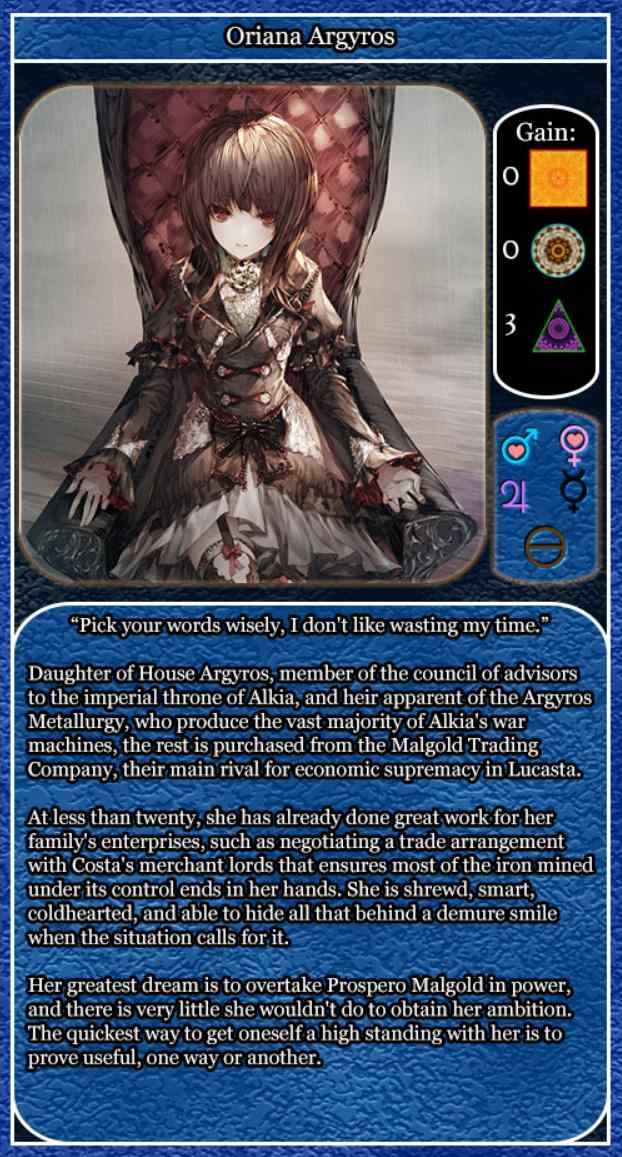 Oriana Argyros
Gain:
0
0
3
“Pick your words wisely, I don't like wasting my time.”
Daughter of House Argyros, member of the council of advisors
to the imperial throne of Alkia, and heir apparent of the Argyros
Metallurgy, who produce the vast majority of Alkia's war
machines, the rest is purchased from the Malgold Trading
Company, their main rival for economic supremacy in Lucasta.
At less than twenty, she has already done great work for her
family's enterprises, such as negotiating a trade arrangement
with Costa's merchant lords that ensures most of the iron mined
under its control ends in her hands. She is shrewd, smart,
coldhearted, and able to hide all that behind a demure smile
when the situation calls for it.
Her greatest dream is to overtake Prospero Malgold in power,
and there is very little she wouldn't do to obtain her ambition.
The quickest way to get oneself a high standing with her is to
prove useful, one way or another.